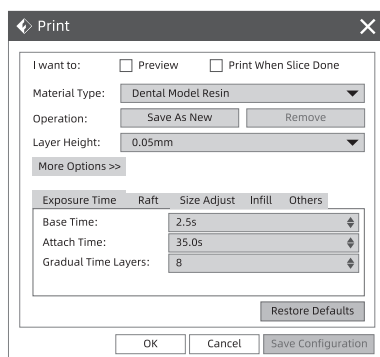 Print
I want to: Preview Print When Slice Done
Material Type: Dental Model Resin
Operation: Save As New Remove
Layer Height: 0.05mm
More Options >>
Exposure Time Raft Size Adjust Infill Others
Base Time: 2.5s
Attach Time: 35.0s
Gradual Time Layers: 8
Restore Defaults
OK Cancel Save Configuration